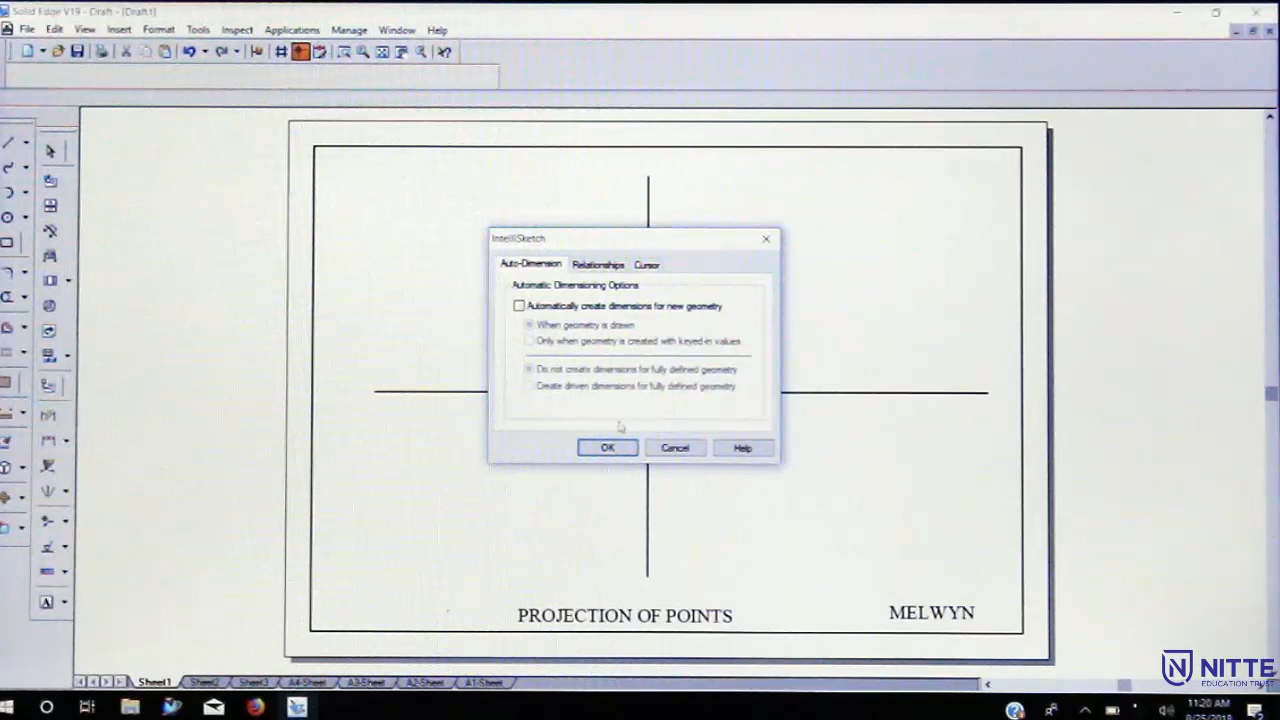 Solid Edge V19 - Draft - [Draft1]
File Edit View Insert Format Tools Inspect Applications Manage Window Help
IntelliSketch
Auto-Dimension Relationships Cursor
Automatic Dimensioning Options
Automatically create dimensions for new geometry
When geometry is drawn
Only when geometry is created with keyed-in values
Do not create dimensions for fully defined geometry
Create driven dimensions for fully defined geometry
OK Cancel Help
PROJECTION OF POINTS MELWYN
NITTE
EDUCATION TRUST
Sheet1 Sheet2 Sheet3 A4-Sheet A3-Sheet A2-Sheet A1-Sheet
11:20 AM
8/25/2018